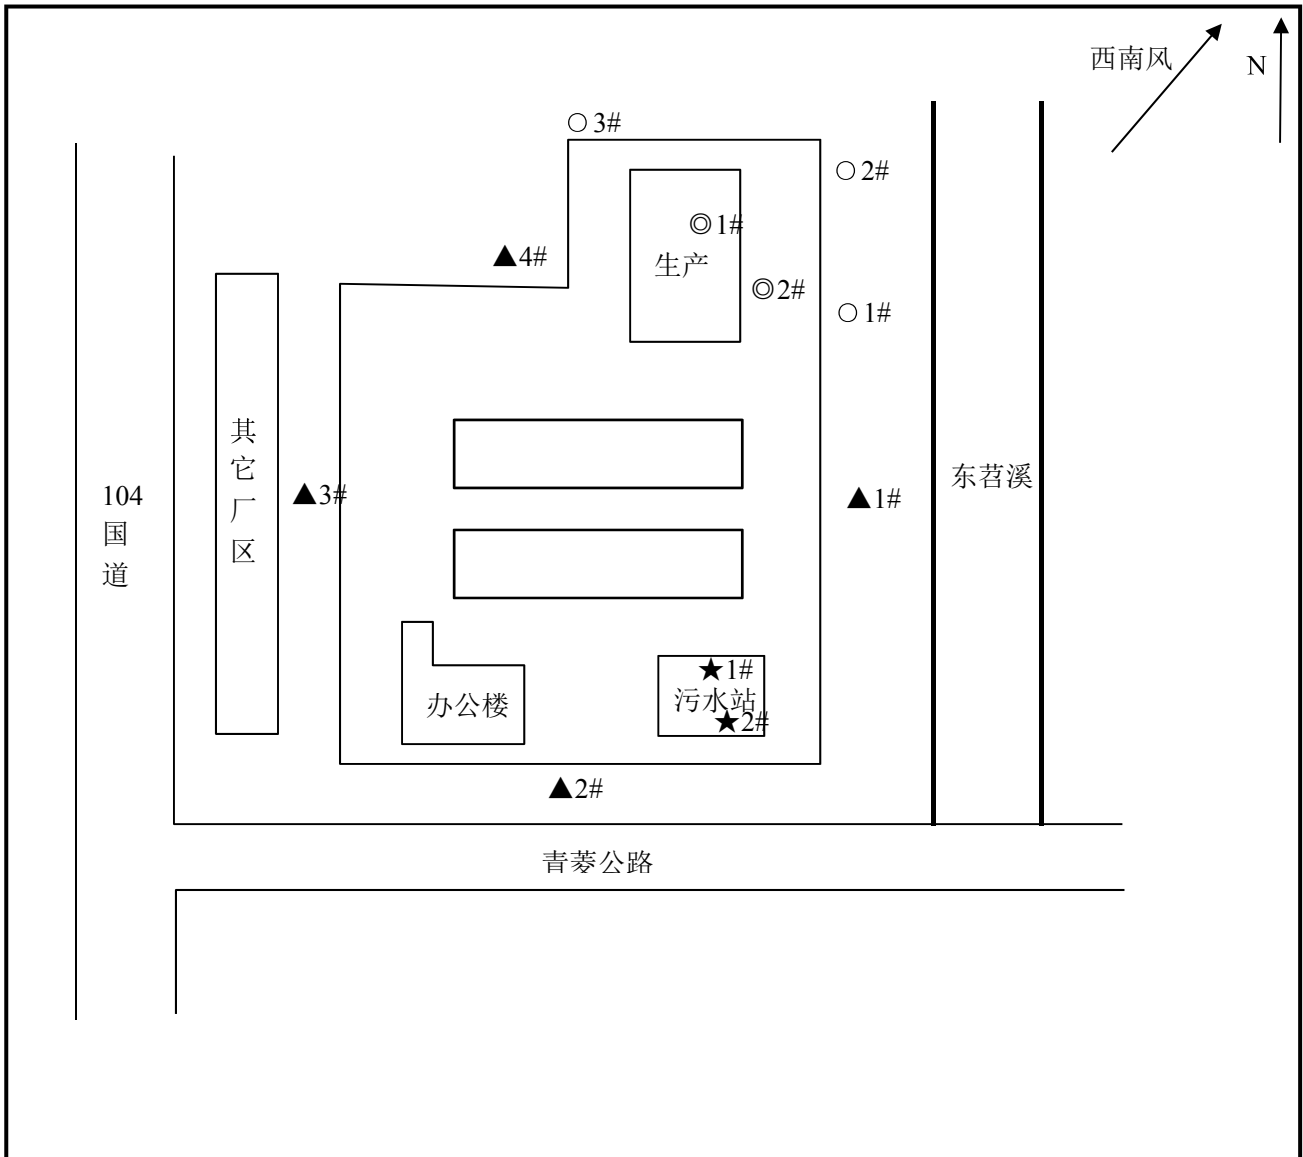 西南风
N
○3#
○2#
◎1#
▲4#
生产
◎2#
○1#
其
它
厂
区
东苕溪
104
国
道
▲3#
▲1#
★1#
污水站
办公楼
★2#
▲2#
青菱公路